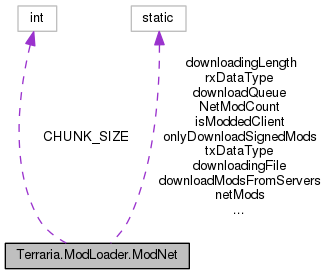 int
static
downloadingLength
rxDataType
downloadQueue
NetModCount
isModdedClient
onlyDownloadSignedMods
txDataType
downloadingFile
downloadModsFromServers
netMods
...
CHUNK_SIZE
Terraria.ModLoader.ModNet